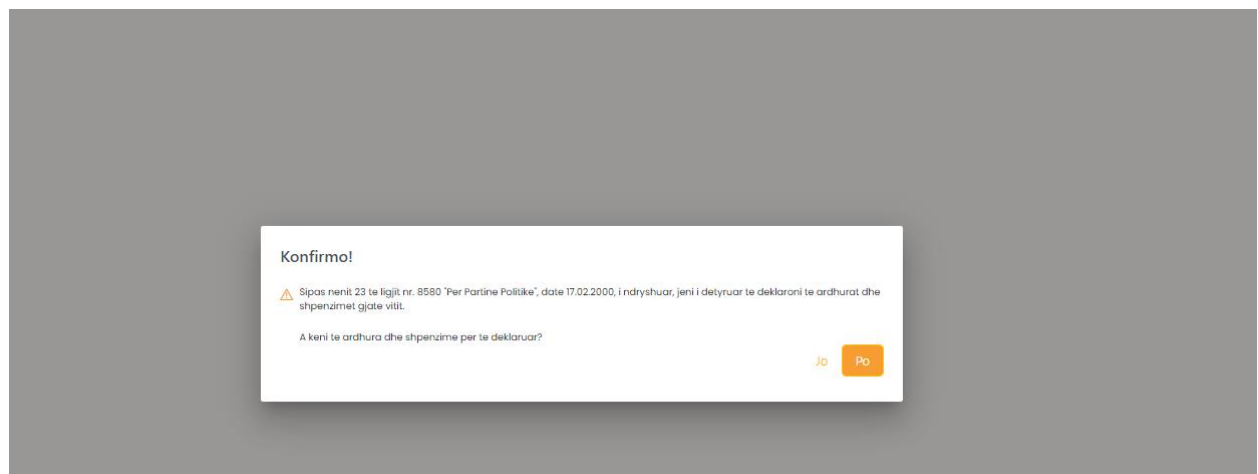 Konfirmo!
Sipas nenit 23 te ligjit nr. 8580 "Per Partine Politike", date 17.02.2000, i ndryshuar, jeni i detyruar te deklaroni te ardhurat dhe
shpenzimet gjate vitit.
A keni te ardhura dhe shpenzime per te deklaruar?
Jo Po